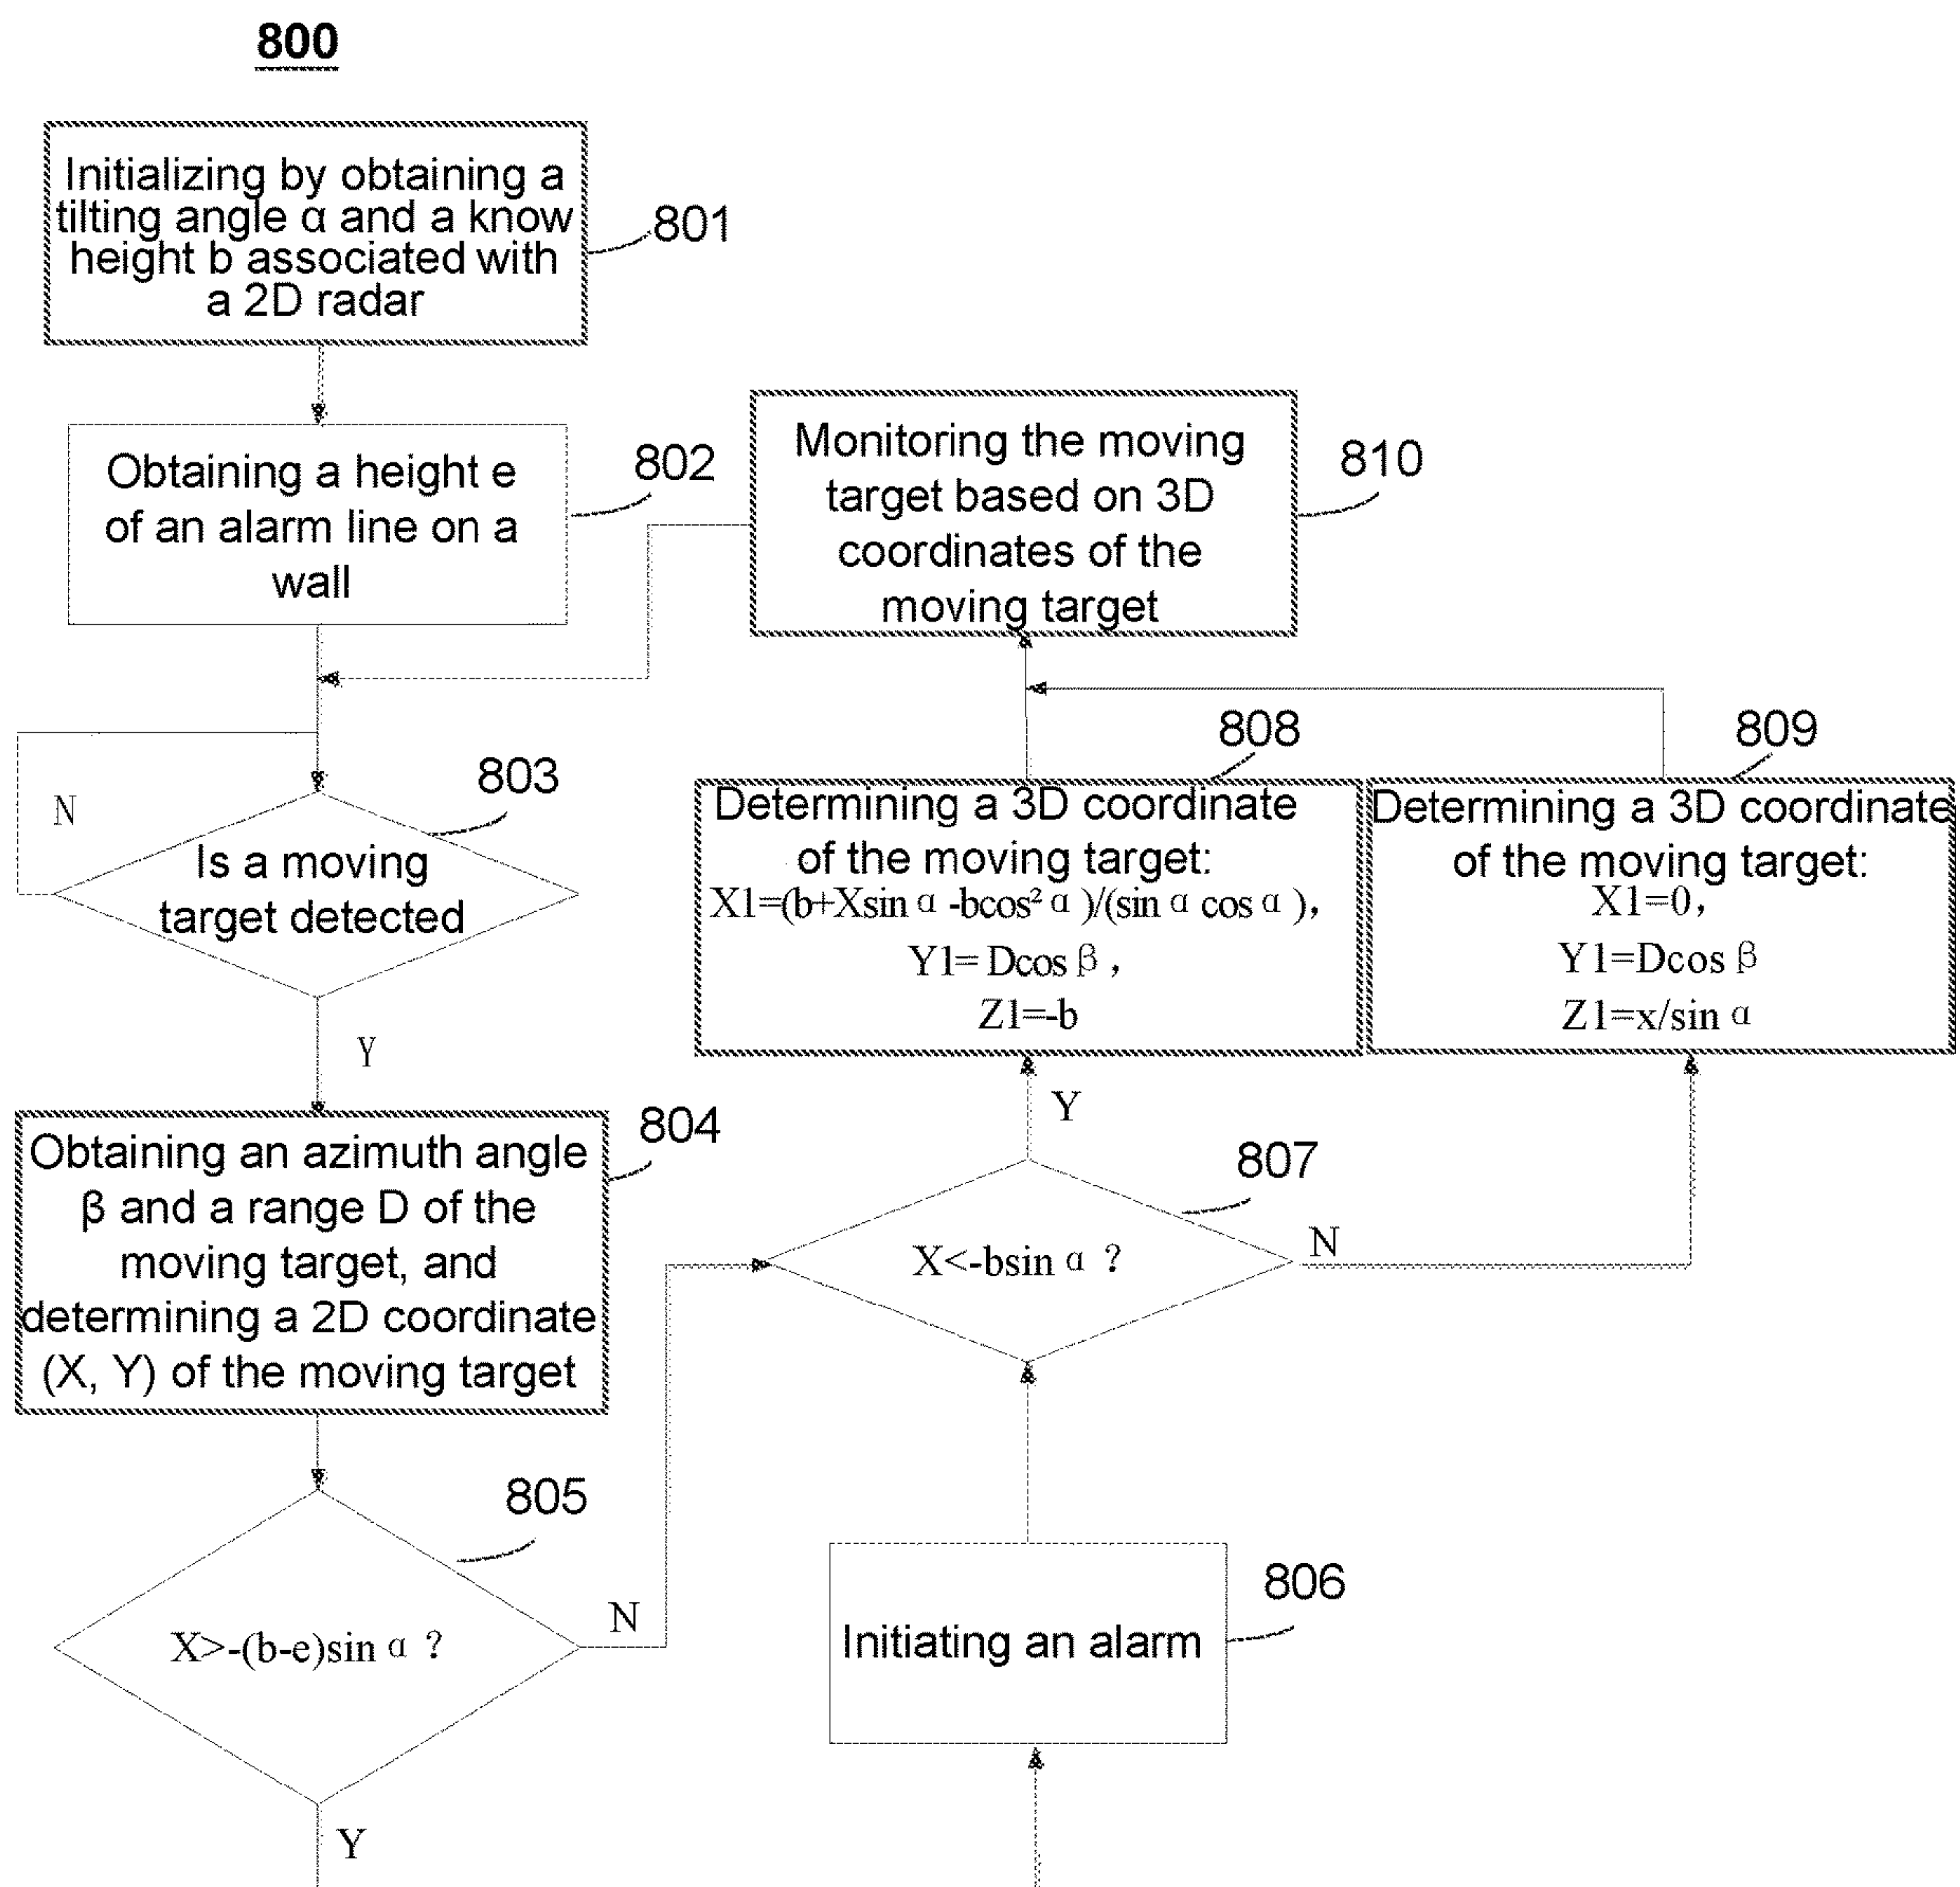 800
Initializing by obtaining a
tilting angle α and a know
height b associated with
a 2D radar
801
Obtaining a height e
of an alarm line on a
wall
802
Monitoring the moving
target based on 3D
coordinates of the
moving target
810
N
Is a moving
target detected
803
Y
808
Determining a 3D coordinate
of the moving target:
X1=(b+Xsin α -bcos² α )/(sin α cos α ),
Y1= Dcos β ,
Z1=-b
809
Determining a 3D coordinate
of the moving target:
X1=0,
Y1=Dcos β
Z1=x/sin α
Obtaining an azimuth angle
β and a range D of the
moving target, and
determining a 2D coordinate
(X, Y) of the moving target
804
Y
807
X<-bsin α ?
N
805
X>-(b-e)sin α ?
N
Y
806
Initiating an alarm